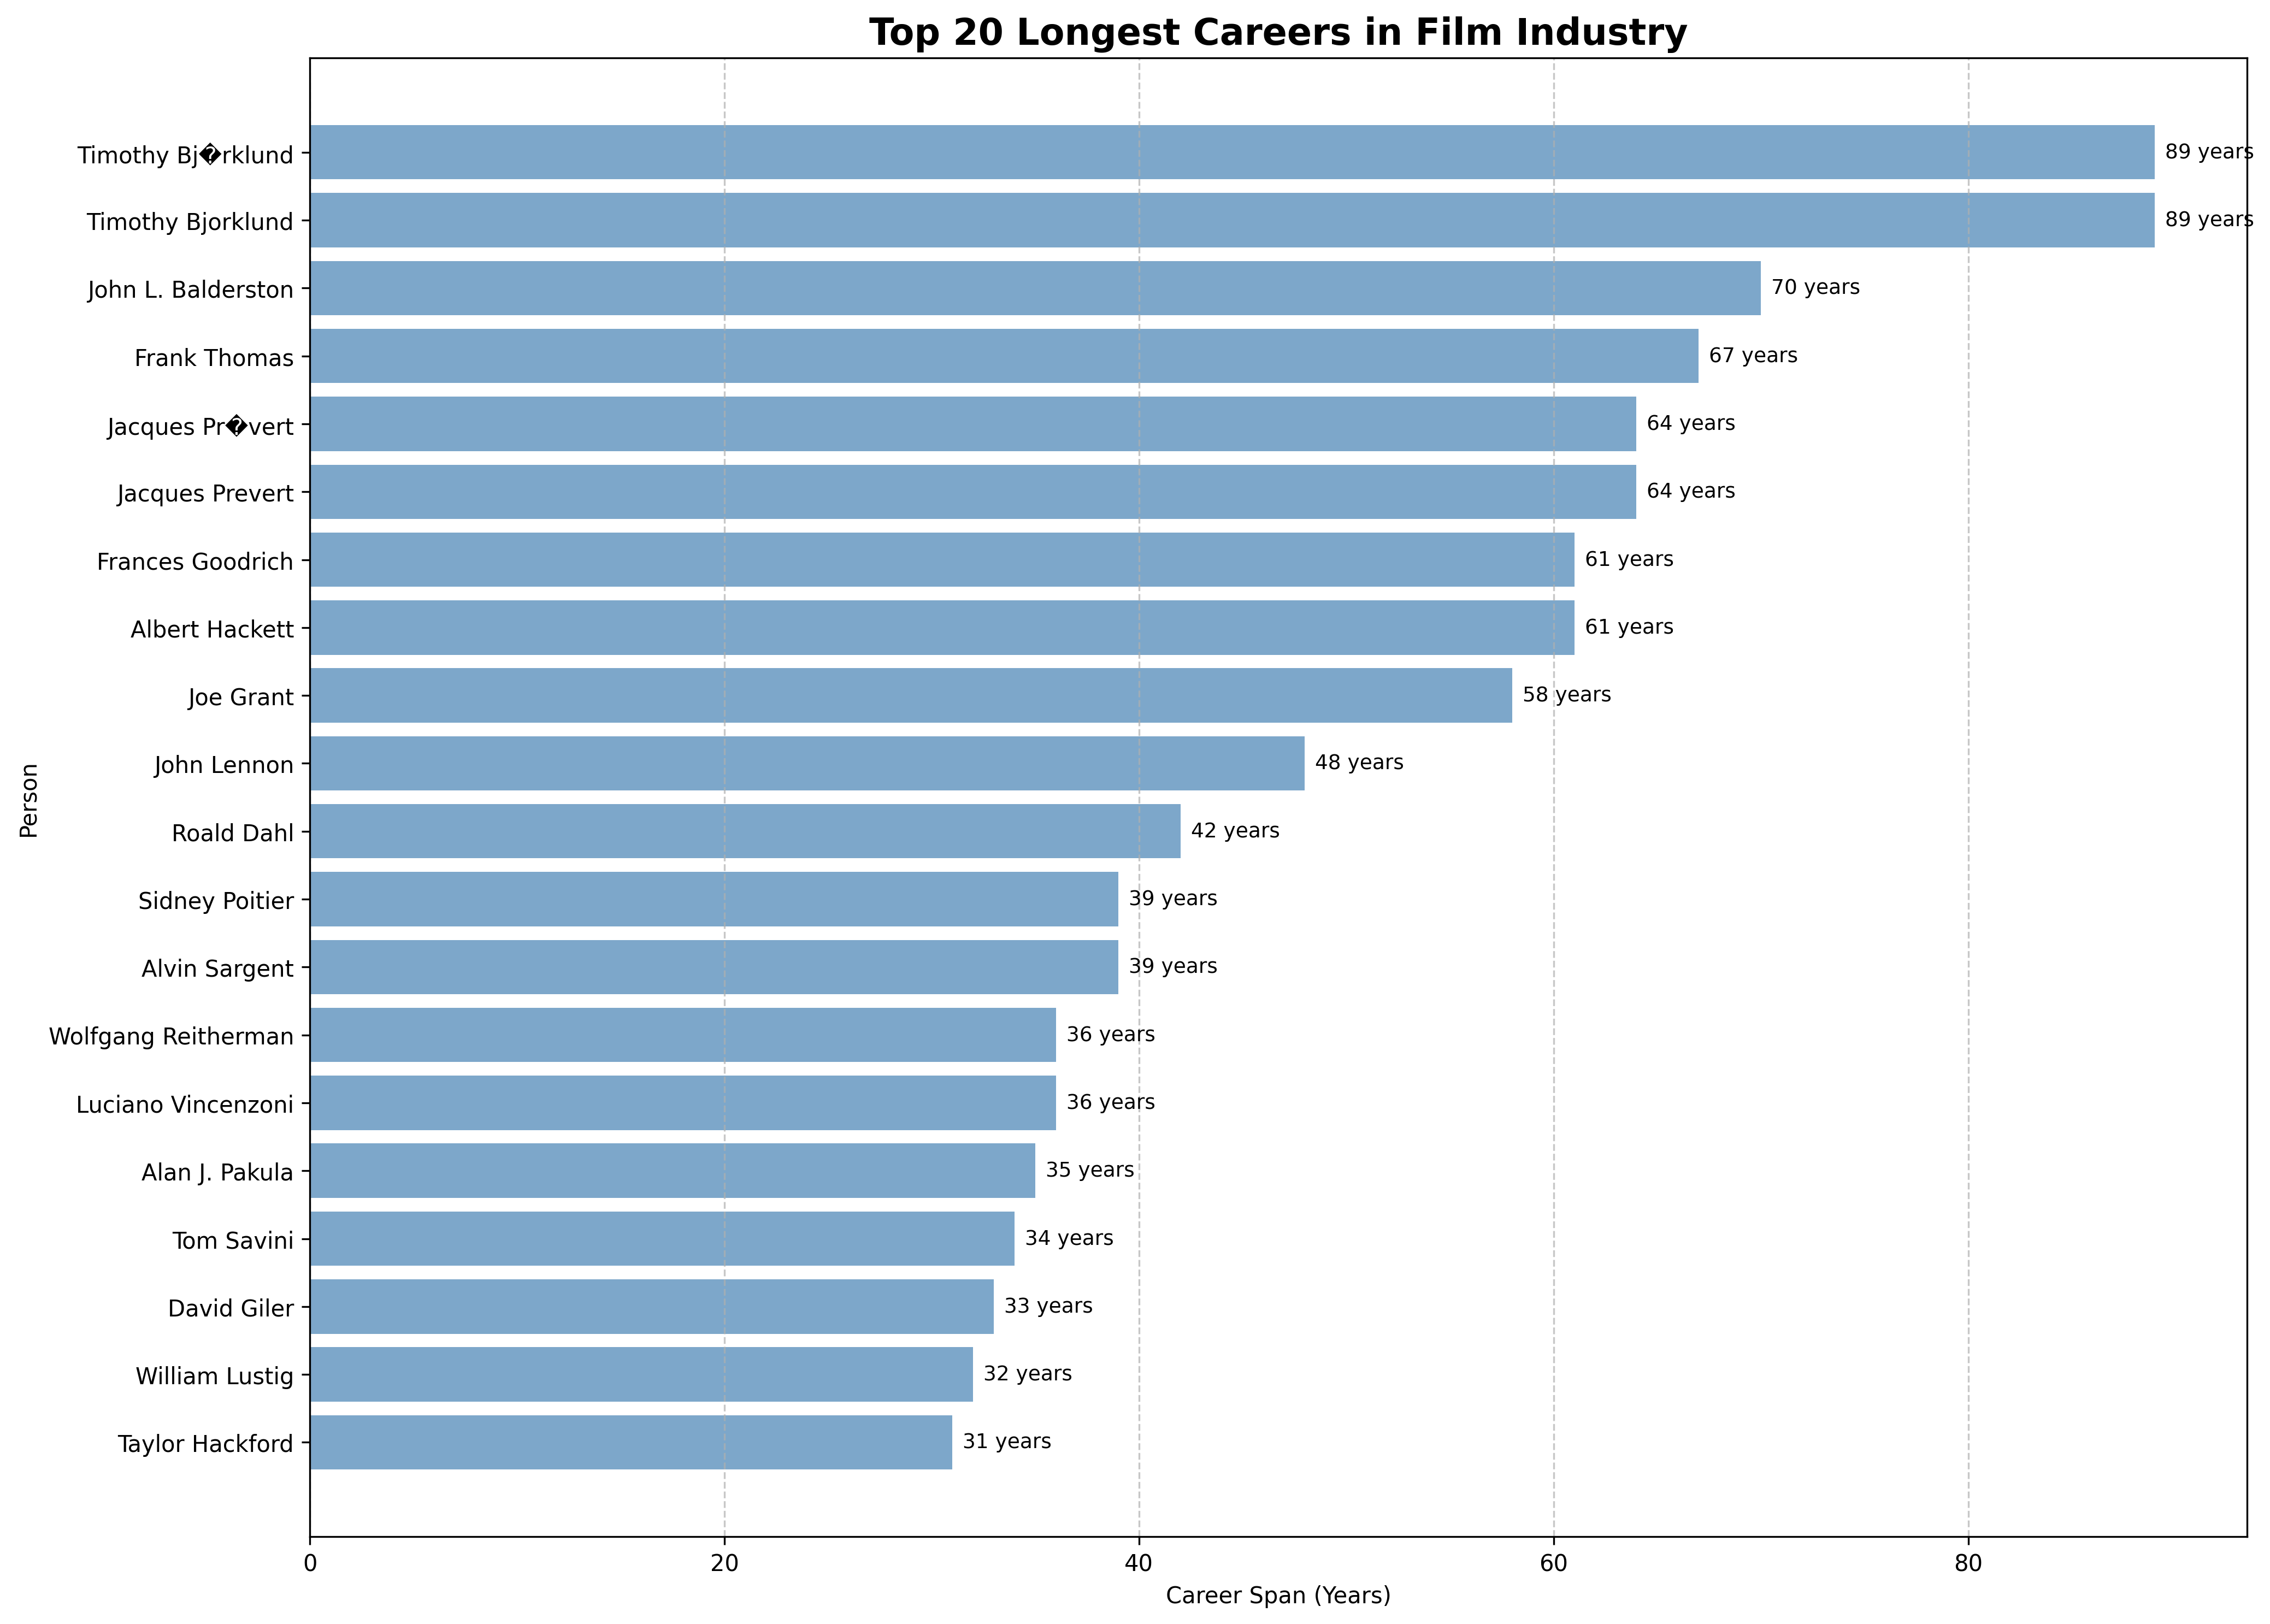 Top 20 Longest Careers in Film Industry
Timothy Bj�rklund 89 years
Timothy Bjorklund 89 years
John L. Balderston 70 years
Frank Thomas 67 years
Jacques Pr�vert 64 years
Jacques Prevert 64 years
Frances Goodrich 61 years
Albert Hackett 61 years
Joe Grant 58 years
John Lennon 48 years
Roald Dahl 42 years
Sidney Poitier 39 years
Alvin Sargent 39 years
Wolfgang Reitherman 36 years
Luciano Vincenzoni 36 years
Alan J. Pakula 35 years
Tom Savini 34 years
David Giler 33 years
William Lustig 32 years
Taylor Hackford 31 years
Person
0 20 40 60 80
Career Span (Years)